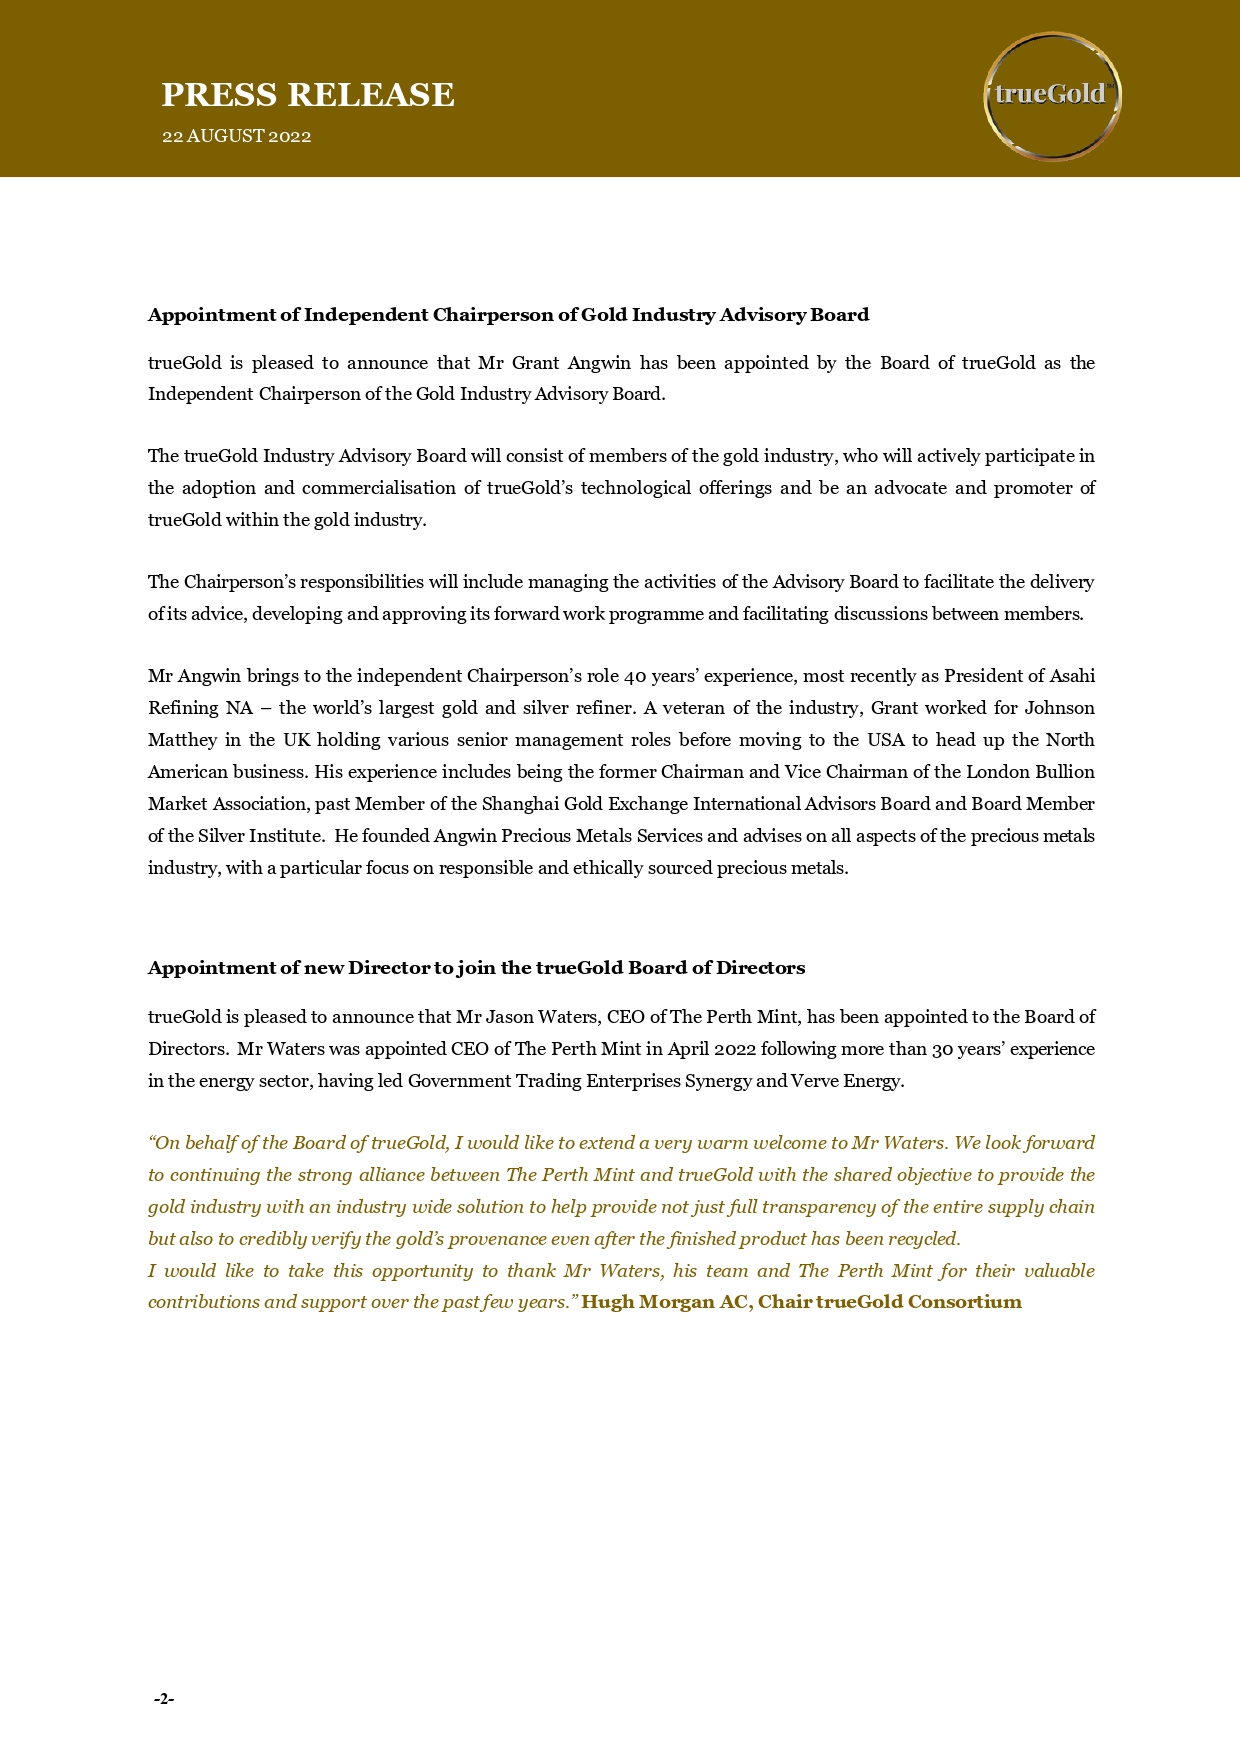 PRESS RELEASE
22 AUGUST 2022
trueGold™
Appointment of Independent Chairperson of Gold Industry Advisory Board
trueGold is pleased to announce that Mr Grant Angwin has been appointed by the Board of trueGold as the
Independent Chairperson of the Gold Industry Advisory Board.
The trueGold Industry Advisory Board will consist of members of the gold industry, who will actively participate in
the adoption and commercialisation of trueGold’s technological offerings and be an advocate and promoter of
trueGold within the gold industry.
The Chairperson’s responsibilities will include managing the activities of the Advisory Board to facilitate the delivery
of its advice, developing and approving its forward work programme and facilitating discussions between members.
Mr Angwin brings to the independent Chairperson’s role 40 years’ experience, most recently as President of Asahi
Refining NA – the world’s largest gold and silver refiner. A veteran of the industry, Grant worked for Johnson
Matthey in the UK holding various senior management roles before moving to the USA to head up the North
American business. His experience includes being the former Chairman and Vice Chairman of the London Bullion
Market Association, past Member of the Shanghai Gold Exchange International Advisors Board and Board Member
of the Silver Institute. He founded Angwin Precious Metals Services and advises on all aspects of the precious metals
industry, with a particular focus on responsible and ethically sourced precious metals.
Appointment of new Director to join the trueGold Board of Directors
trueGold is pleased to announce that Mr Jason Waters, CEO of The Perth Mint, has been appointed to the Board of
Directors. Mr Waters was appointed CEO of The Perth Mint in April 2022 following more than 30 years’ experience
in the energy sector, having led Government Trading Enterprises Synergy and Verve Energy.
“On behalf of the Board of trueGold, I would like to extend a very warm welcome to Mr Waters. We look forward
to continuing the strong alliance between The Perth Mint and trueGold with the shared objective to provide the
gold industry with an industry wide solution to help provide not just full transparency of the entire supply chain
but also to credibly verify the gold’s provenance even after the finished product has been recycled.
I would like to take this opportunity to thank Mr Waters, his team and The Perth Mint for their valuable
contributions and support over the past few years.” Hugh Morgan AC, Chair trueGold Consortium
-2-